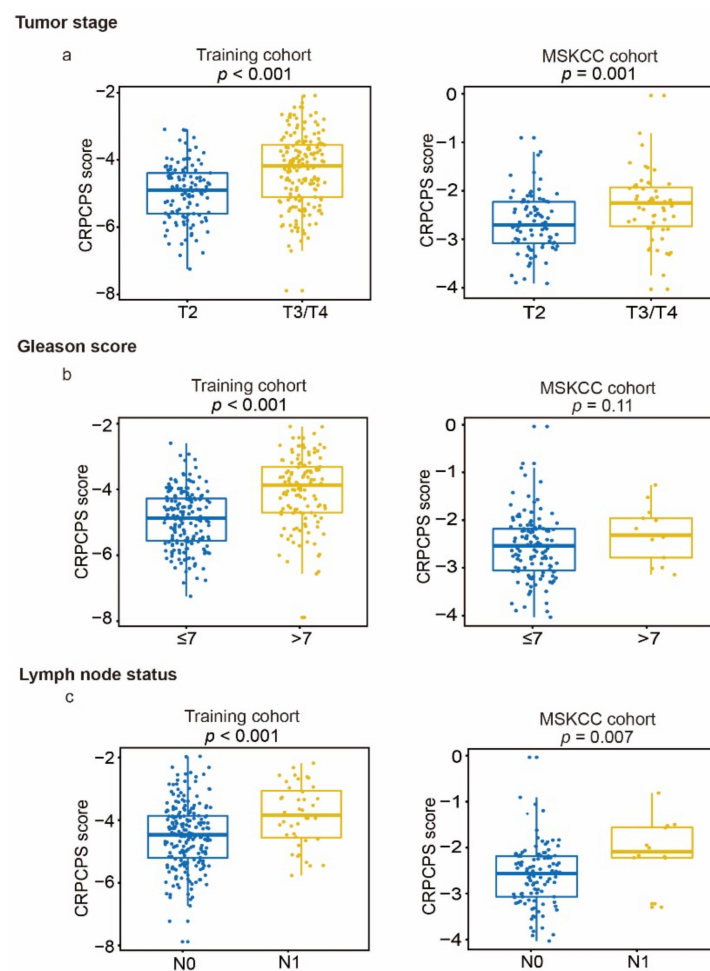 Tumor stage
a
Training cohort
p < 0.001
CRPCPS score
−2
−4
−6
−8
T2 T3/T4
MSKCC cohort
p = 0.001
CRPCPS score
0
−1
−2
−3
−4
T2 T3/T4
Gleason score
b
Training cohort
p < 0.001
CRPCPS score
−2
−4
−6
−8
≤7 >7
MSKCC cohort
p = 0.11
CRPCPS score
0
−1
−2
−3
−4
≤7 >7
Lymph node status
c
Training cohort
p < 0.001
CRPCPS score
−2
−4
−6
−8
N0 N1
MSKCC cohort
p = 0.007
CRPCPS score
0
−1
−2
−3
−4
N0 N1